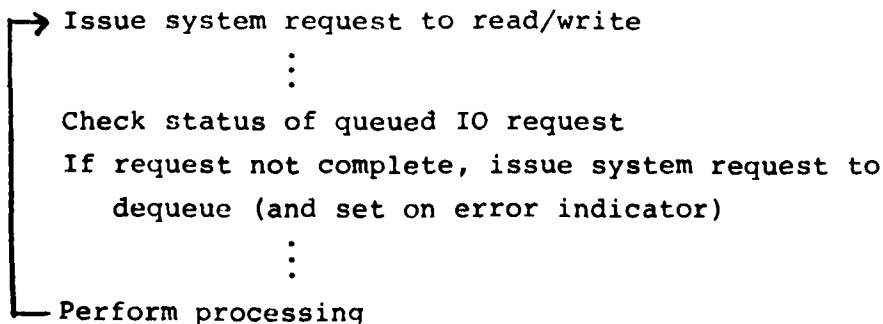 Issue system request to read/write
Check status of queued IO request
If request not complete, issue system request to
dequeue (and set on error indicator)
Perform processing